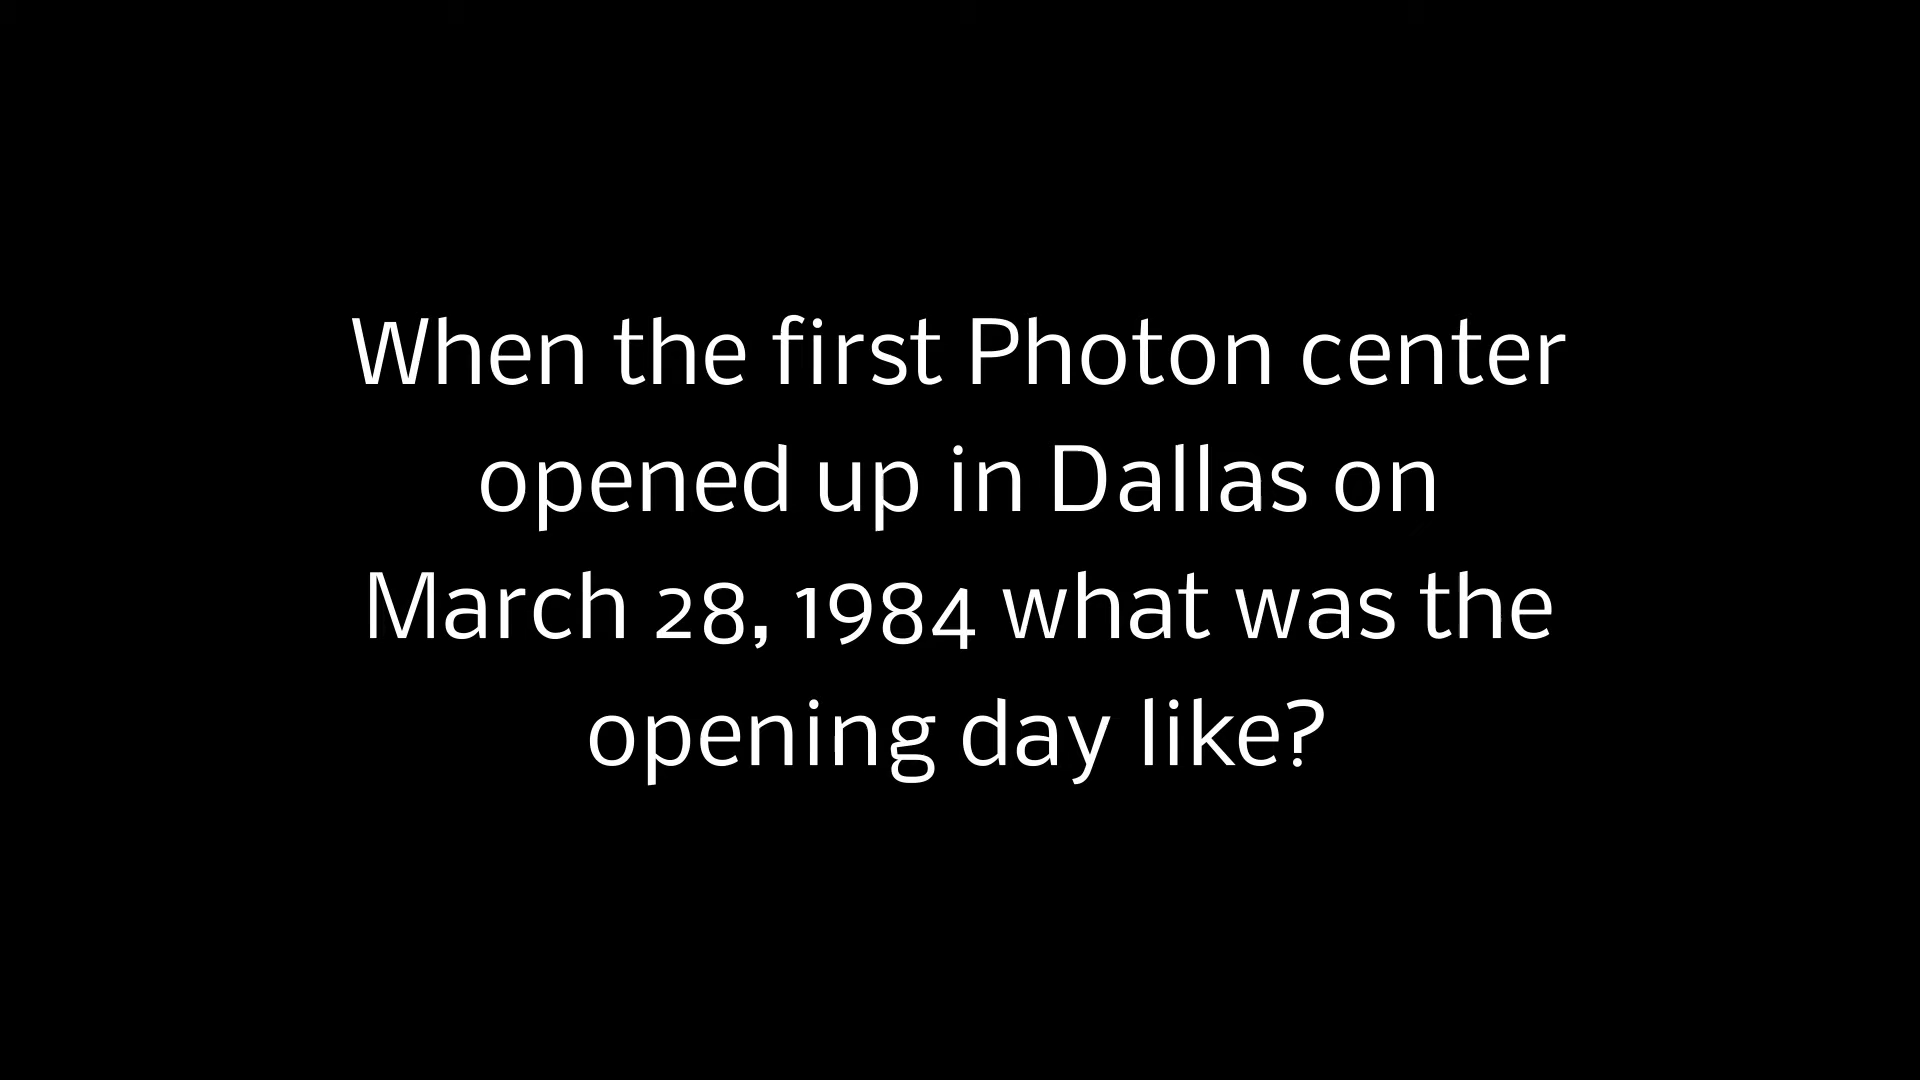 When the first Photon center
opened up in Dallas on
March 28, 1984 what was the
opening day like?